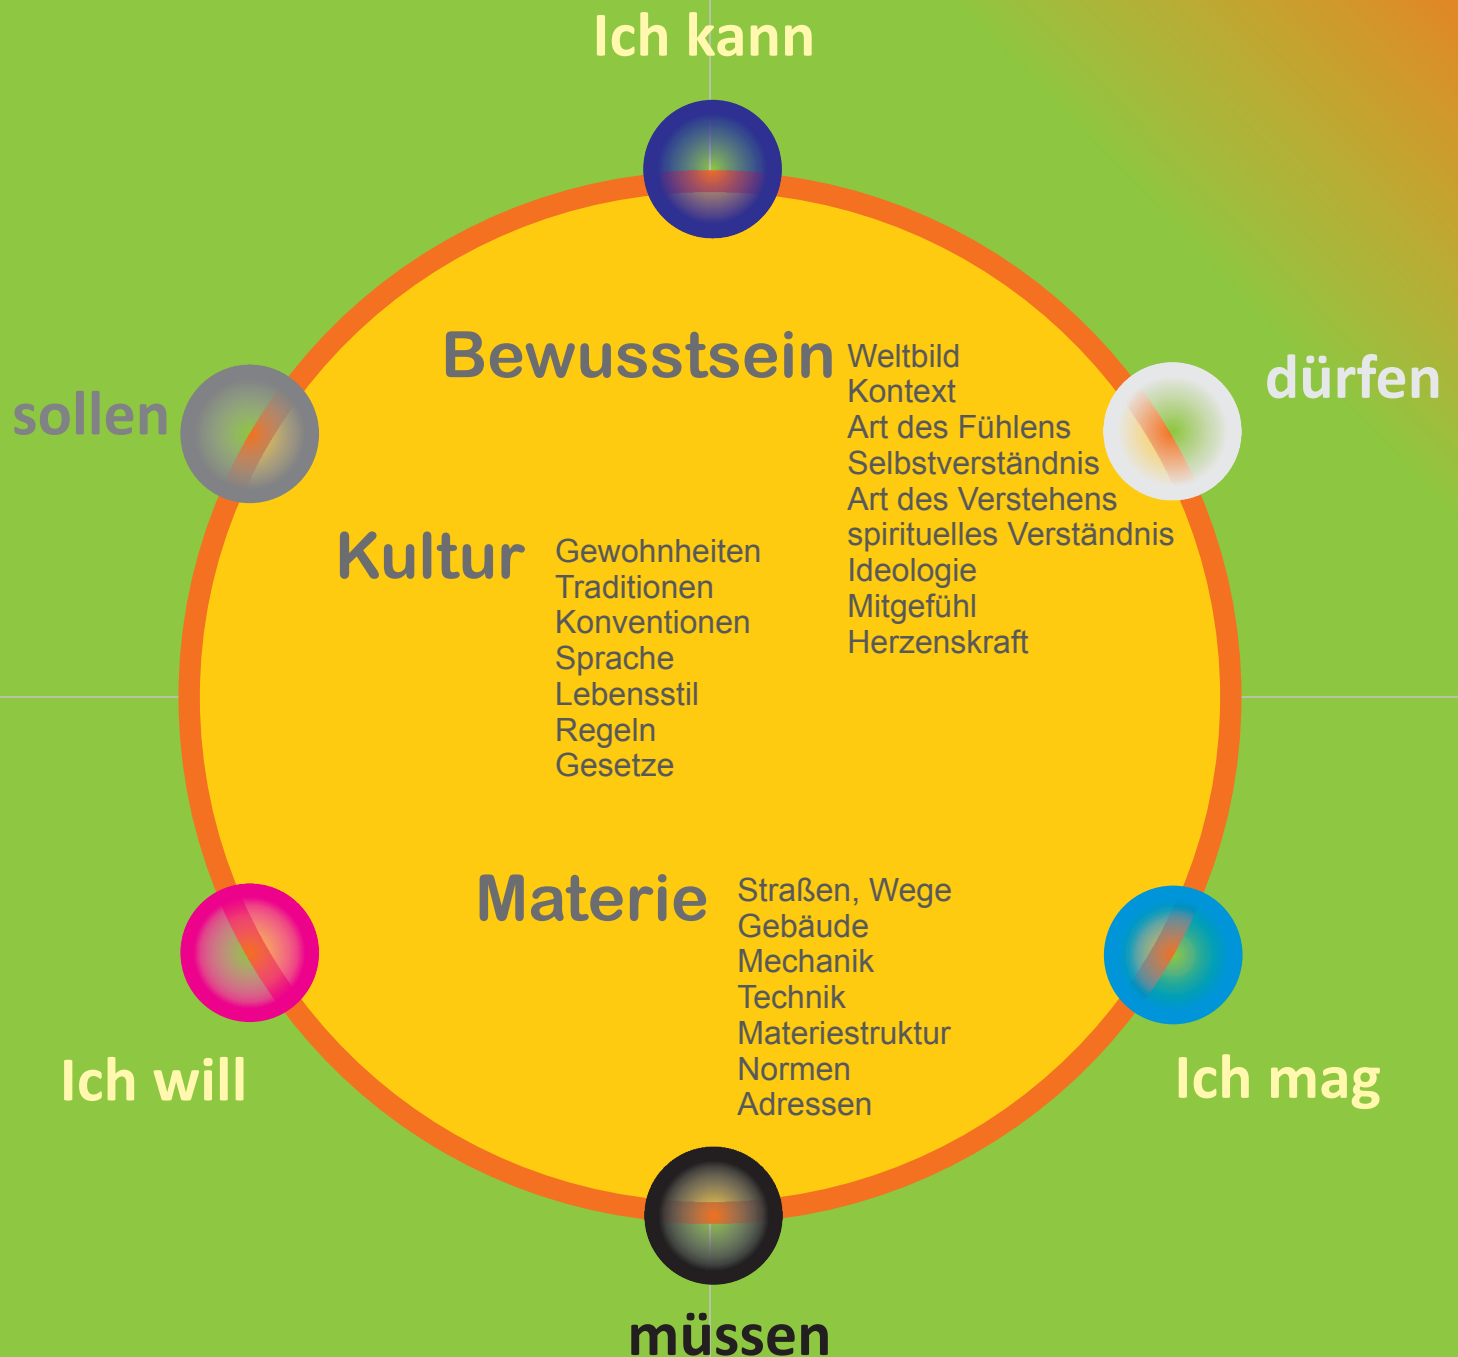 Ich kann
Bewusstsein
Weltbild
Kontext
Art des Fühlens
Selbstverständnis
Art des Verstehens
spirituelles Verständnis
Ideologie
Mitgefühl
Herzenskraft
dürfen
sollen
Kultur
Gewohnheiten
Traditionen
Konventionen
Sprache
Lebensstil
Regeln
Gesetze
Materie
Straßen, Wege
Gebäude
Mechanik
Technik
Materiestruktur
Normen
Adressen
Ich will
Ich mag
müssen